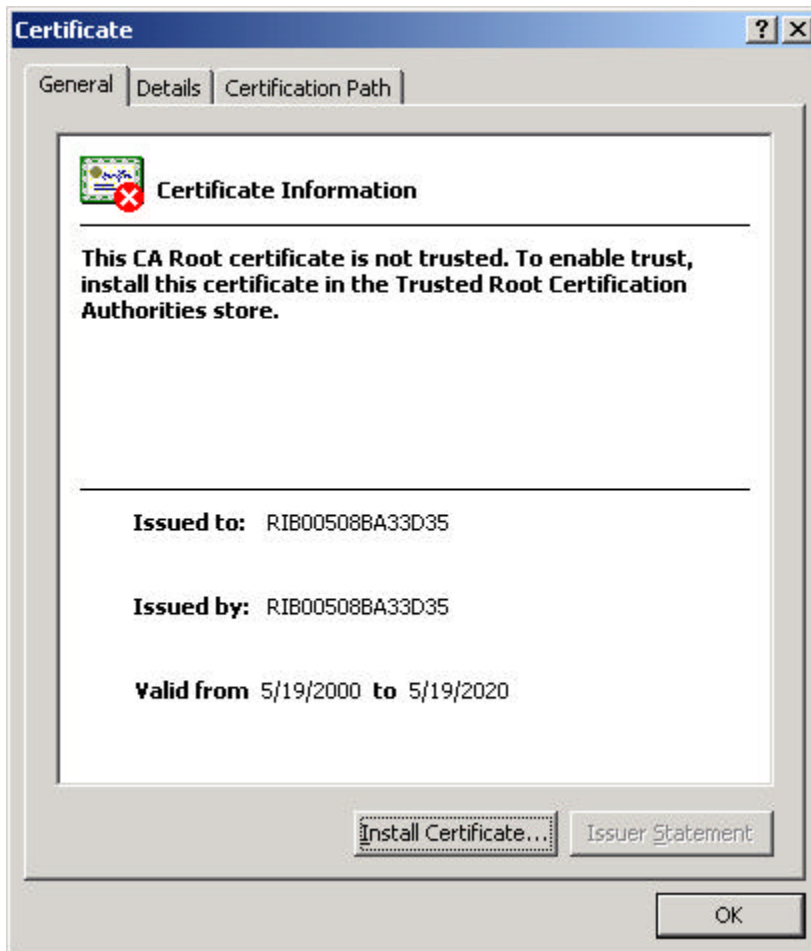 Certificate
General Details Certification Path
Certificate Information
This CA Root certificate is not trusted. To enable trust,
install this certificate in the Trusted Root Certification
Authorities store.
Issued to: RIB00508BA33D35
Issued by: RIB00508BA33D35
Valid from 5/19/2000 to 5/19/2020
Install Certificate... Issuer Statement
OK